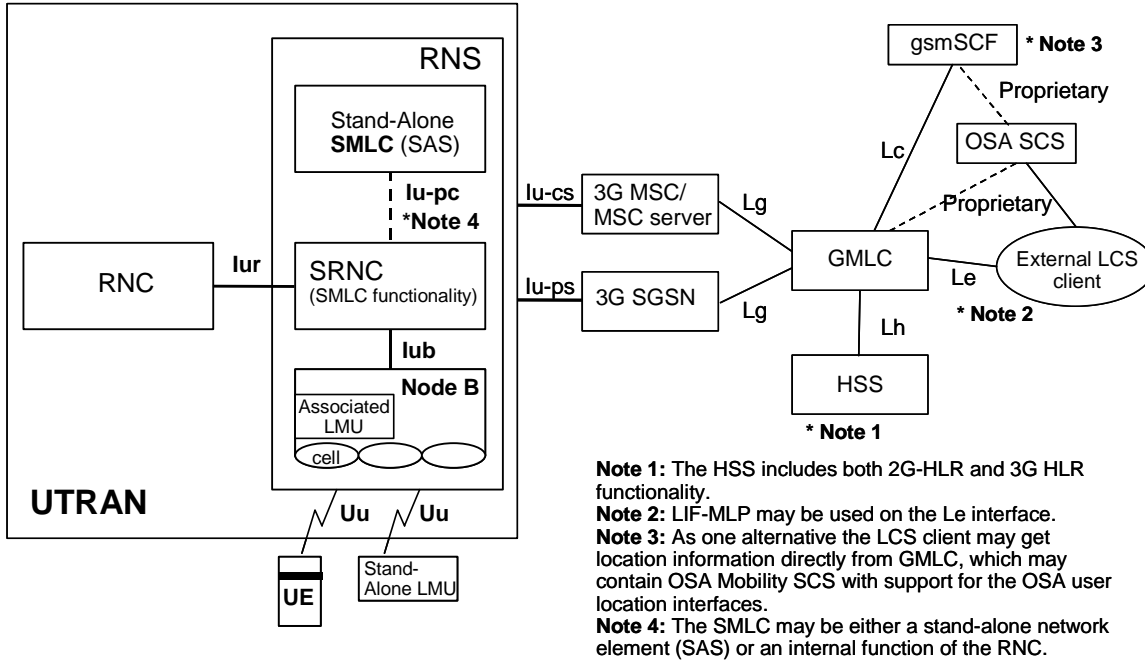 RNS
Stand-Alone
SMLC (SAS)
Iu-pc
*Note 4
RNC
Iur
SRNC
(SMLC functionality)
Iub
Node B
Associated
LMU
cell
UTRAN
Uu
Uu
UE
Stand-
Alone LMU
Iu-cs
3G MSC/
MSC server
Iu-ps
3G SGSN
Lg
Lg
gsmSCF
* Note 3
Proprietary
OSA SCS
Lc
Proprietary
GMLC
Le
External LCS
client
* Note 2
Lh
HSS
* Note 1
Note 1: The HSS includes both 2G-HLR and 3G HLR
functionality.
Note 2: LIF-MLP may be used on the Le interface.
Note 3: As one alternative the LCS client may get
location information directly from GMLC, which may
contain OSA Mobility SCS with support for the OSA user
location interfaces.
Note 4: The SMLC may be either a stand-alone network
element (SAS) or an internal function of the RNC.